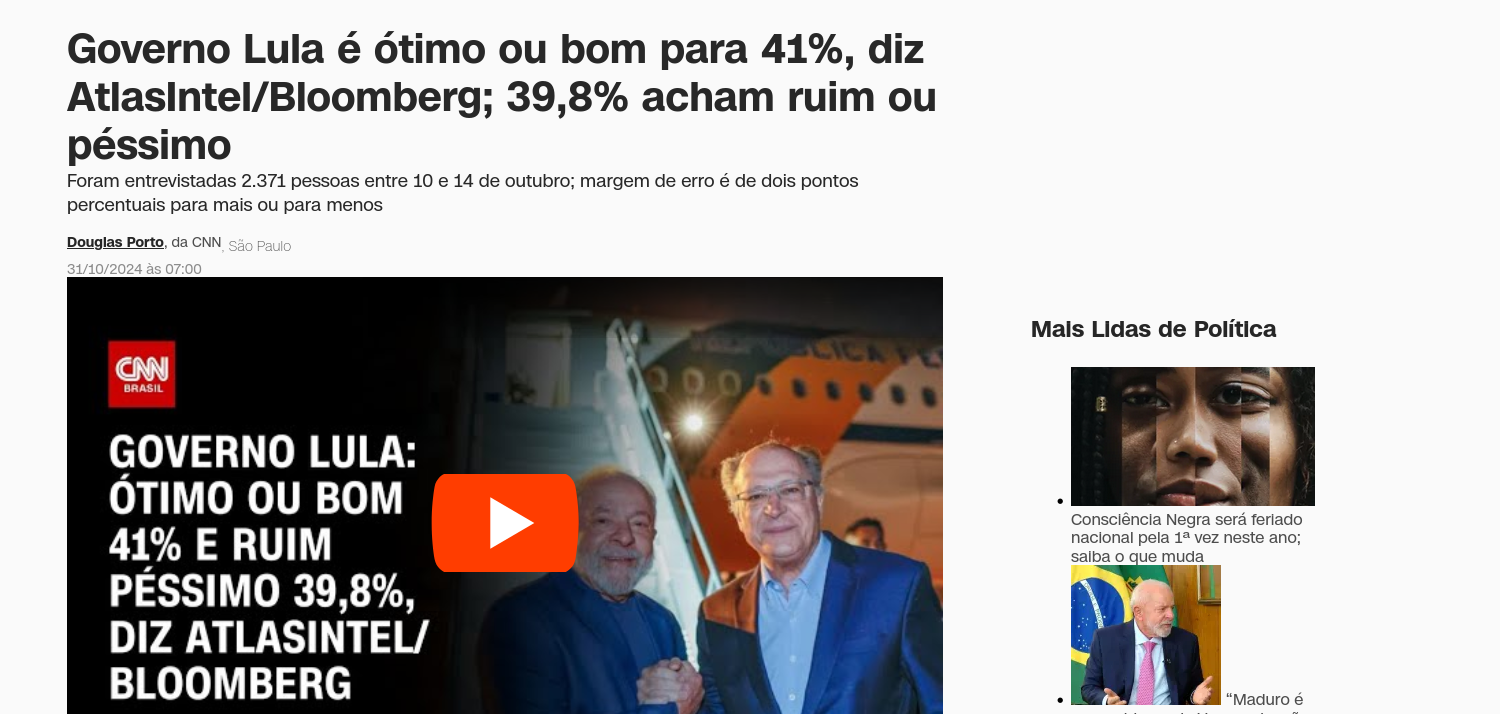 Governo Lula é ótimo ou bom para 41%, diz
AtlasIntel/Bloomberg; 39,8% acham ruim ou
péssimo
Foram entrevistadas 2.371 pessoas entre 10 e 14 de outubro; margem de erro é de dois pontos
percentuais para mais ou para menos
Douglas Porto, da CNN, São Paulo
31/10/2024 às 07:00
CNN
BRASIL
GOVERNO LULA:
ÓTIMO OU BOM
41% E RUIM
PÉSSIMO 39,8%,
DIZ ATLASINTEL/
BLOOMBERG
Mais Lidas de Política
Consciência Negra será feriado
nacional pela 1ª vez neste ano;
saiba o que muda
“Maduro é